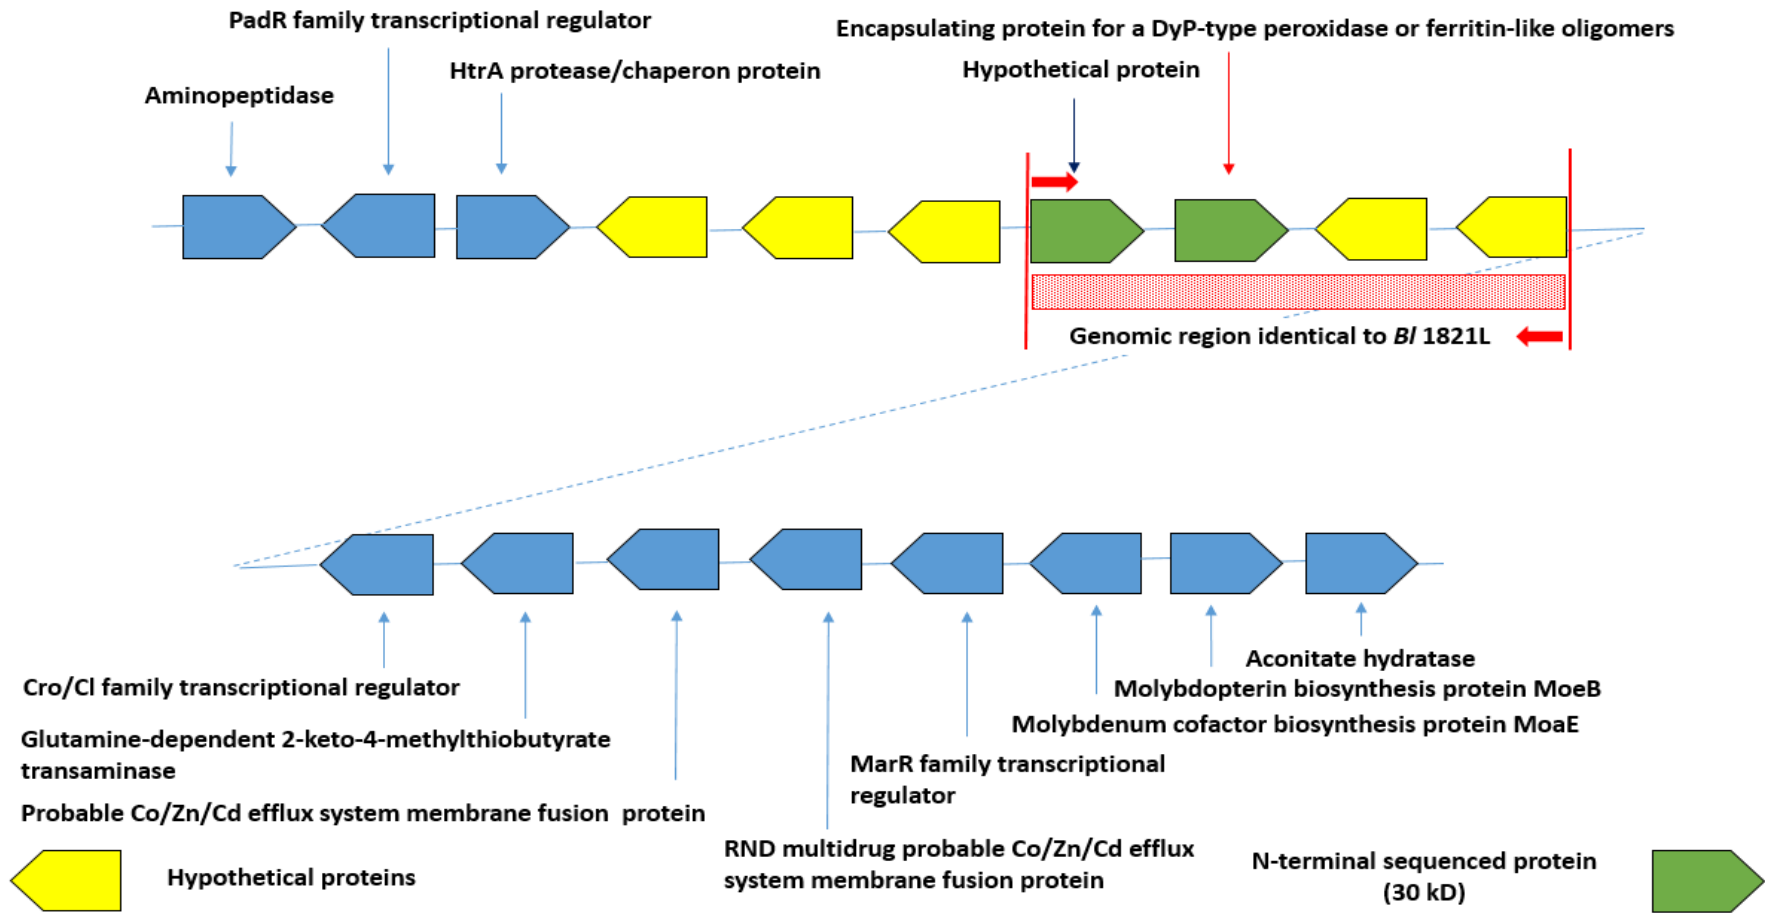 PadR family transcriptional regulator
Encapsulating protein for a DyP-type peroxidase or ferritin-like oligomers
HtrA protease/chaperon protein
Hypothetical protein
Aminopeptidase
Genomic region identical to Bl 1821L
Aconitate hydratase
Cro/Cl family transcriptional regulator
Molybdopterin biosynthesis protein MoeB
Molybdenum cofactor biosynthesis protein MoaE
Glutamine-dependent 2-keto-4-methylthiobutyrate
transaminase
MarR family transcriptional
regulator
Probable Co/Zn/Cd efflux system membrane fusion protein
RND multidrug probable Co/Zn/Cd efflux
system membrane fusion protein
Hypothetical proteins
N-terminal sequenced protein
(30 kD)